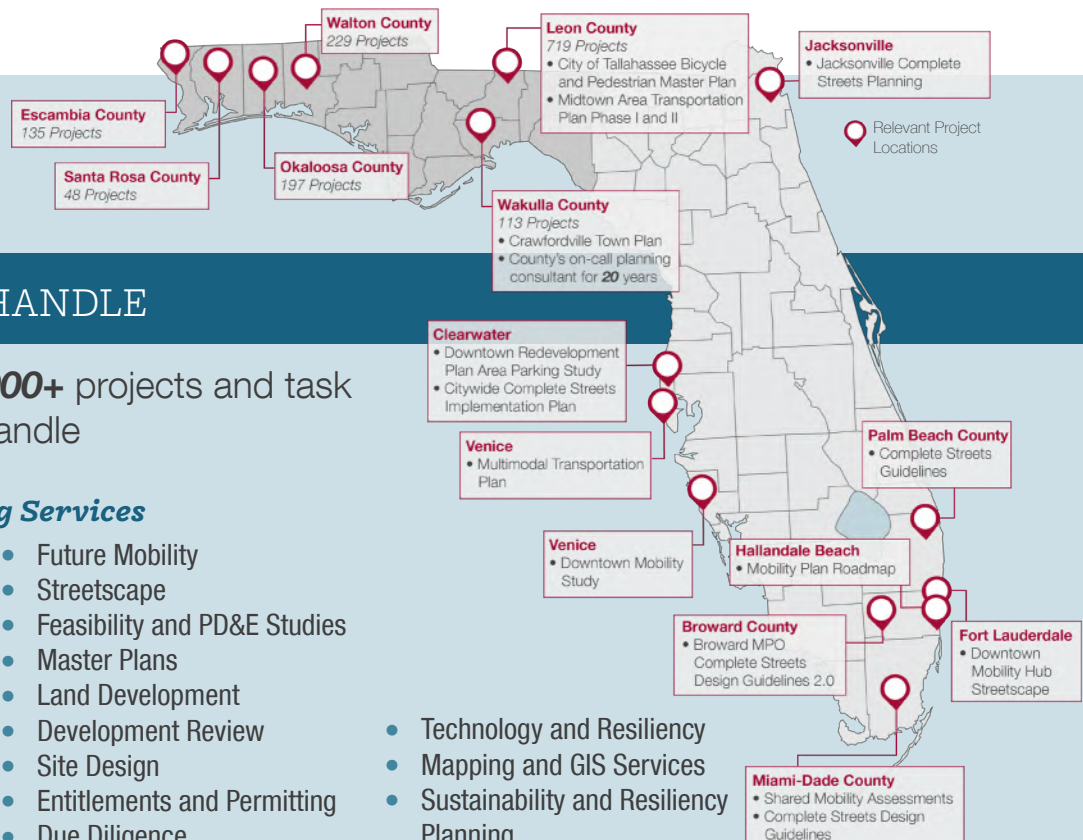 Walton County
229 Projects
Leon County
719 Projects
• City of Tallahassee Bicycle
and Pedestrian Master Plan
• Midtown Area Transportation
Plan Phase I and II
Jacksonville
• Jacksonville Complete
Streets Planning
Relevant Project
Locations
Escambia County
135 Projects
Santa Rosa County
48 Projects
Okaloosa County
197 Projects
Wakulla County
113 Projects
• Crawfordville Town Plan
• County's on-call planning
consultant for 20 years
HANDLE
000+ projects and task
andle
Clearwater
• Downtown Redevelopment
Plan Area Parking Study
• Citywide Complete Streets
Implementation Plan
Venice
• Multimodal Transportation
Plan
Palm Beach County
• Complete Streets
Guidelines
g Services
• Future Mobility
• Streetscape
• Feasibility and PD&E Studies
• Master Plans
• Land Development
• Development Review
• Site Design
• Entitlements and Permitting
• Due Diligence
• Technology and Resiliency
• Mapping and GIS Services
• Sustainability and Resiliency
Planning
Venice
• Downtown Mobility
Study
Hallandale Beach
• Mobility Plan Roadmap
Broward County
• Broward MPO
Complete Streets
Design Guidelines 2.0
Fort Lauderdale
• Downtown
Mobility Hub
Streetscape
Miami-Dade County
• Shared Mobility Assessments
• Complete Streets Design
Guidelines